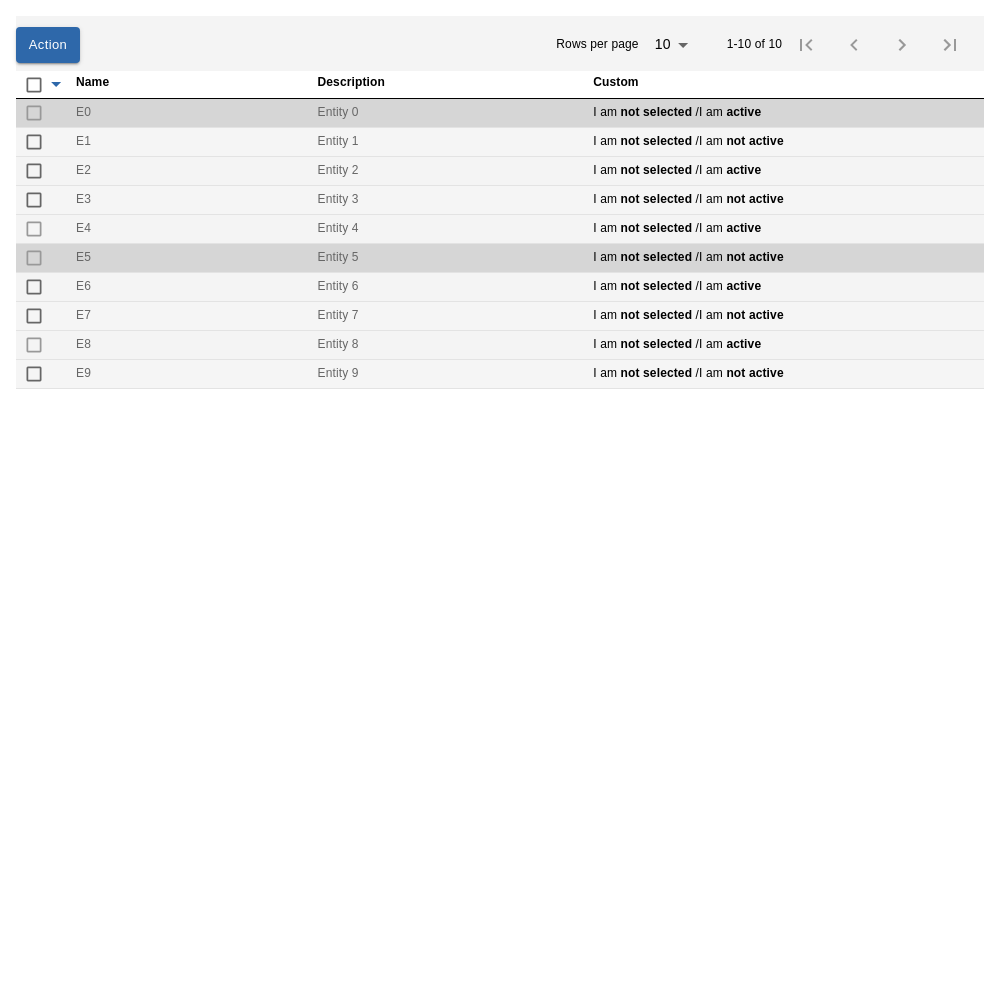 Action Rows per page 10 1-10 of 10
Name Description Custom
E0 Entity 0 I am not selected /I am active
E1 Entity 1 I am not selected /I am not active
E2 Entity 2 I am not selected /I am active
E3 Entity 3 I am not selected /I am not active
E4 Entity 4 I am not selected /I am active
E5 Entity 5 I am not selected /I am not active
E6 Entity 6 I am not selected /I am active
E7 Entity 7 I am not selected /I am not active
E8 Entity 8 I am not selected /I am active
E9 Entity 9 I am not selected /I am not active